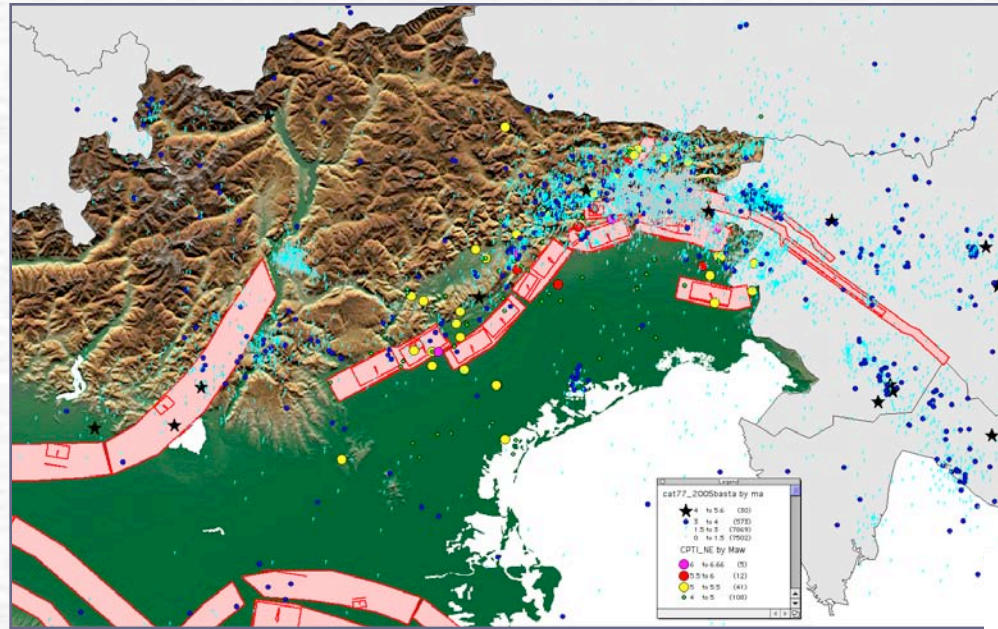 Legend
cat77_2005basta by ma
4 to 5.6 (30)
3 to 4 (573)
1.5 to 3 (7069)
0 to 1.5 (7502)
CPTI_NE by Maw
6 to 6.66 (5)
5.5 to 6 (12)
5 to 5.5 (41)
4 to 5 (108)